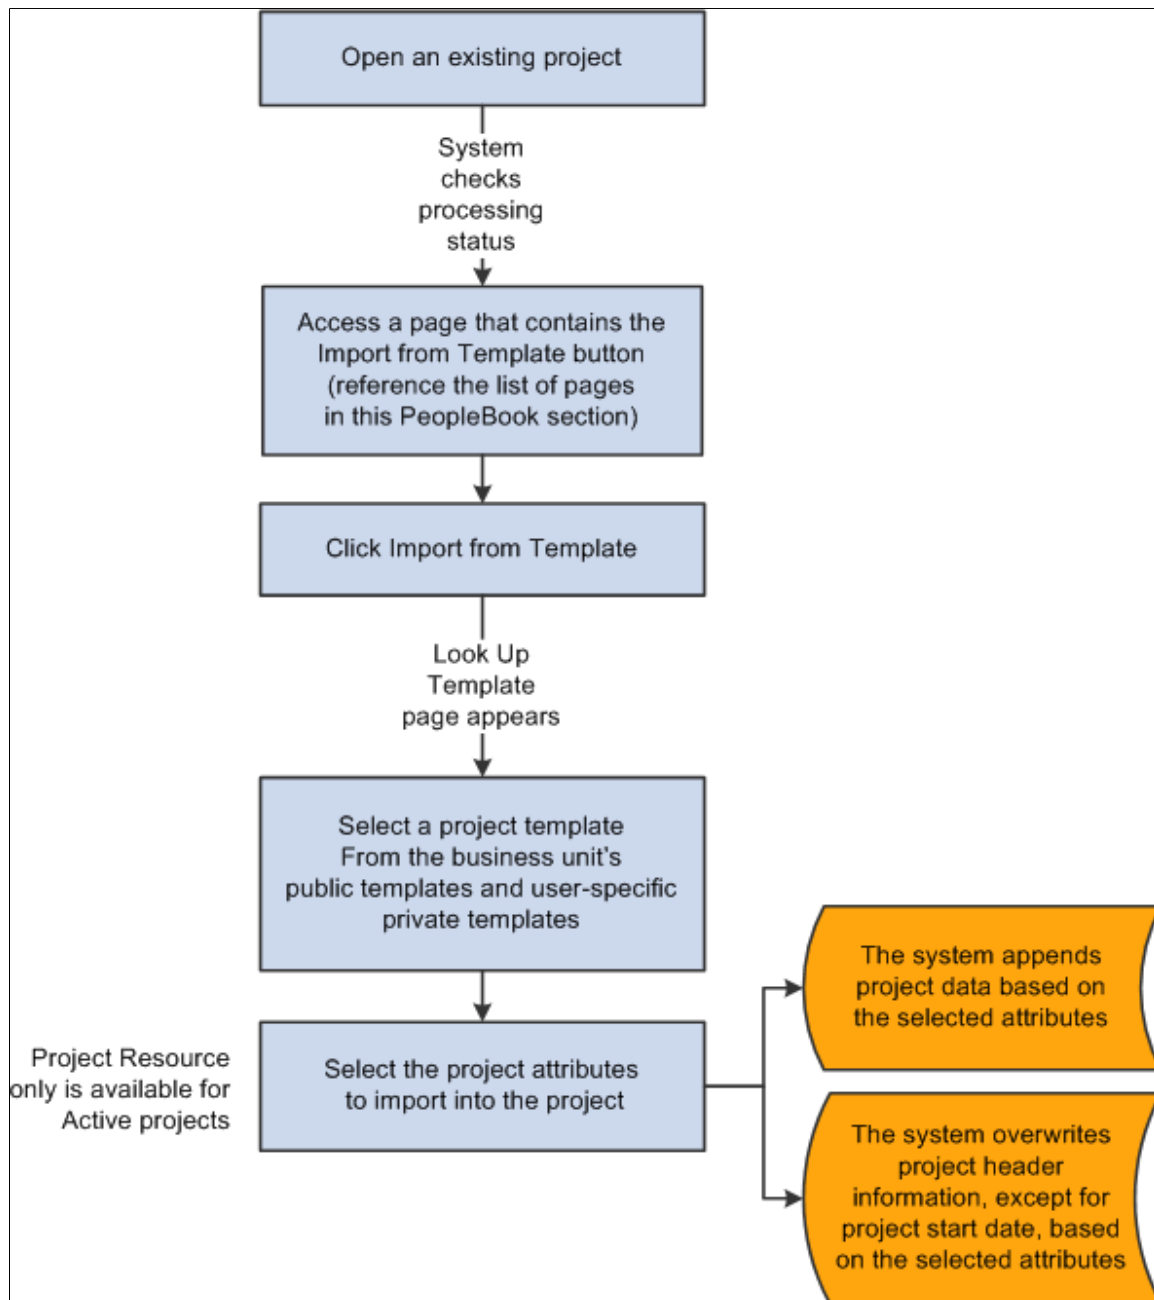 Open an existing project
System
checks
processing
status
Access a page that contains the
Import from Template button
(reference the list of pages
in this PeopleBook section)
Click Import from Template
Look Up
Template
page appears
Select a project template
From the business unit's
public templates and user-specific
private templates
Project Resource
only is available for
Active projects
Select the project attributes
to import into the project
The system appends
project data based on
the selected attributes
The system overwrites
project header
information, except for
project start date, based
on the selected attributes